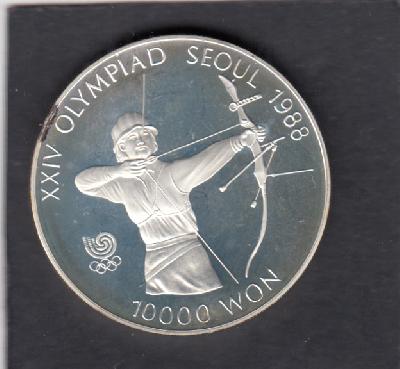 XXIV OLYMPIAD SEOUL 1988
10000 WON